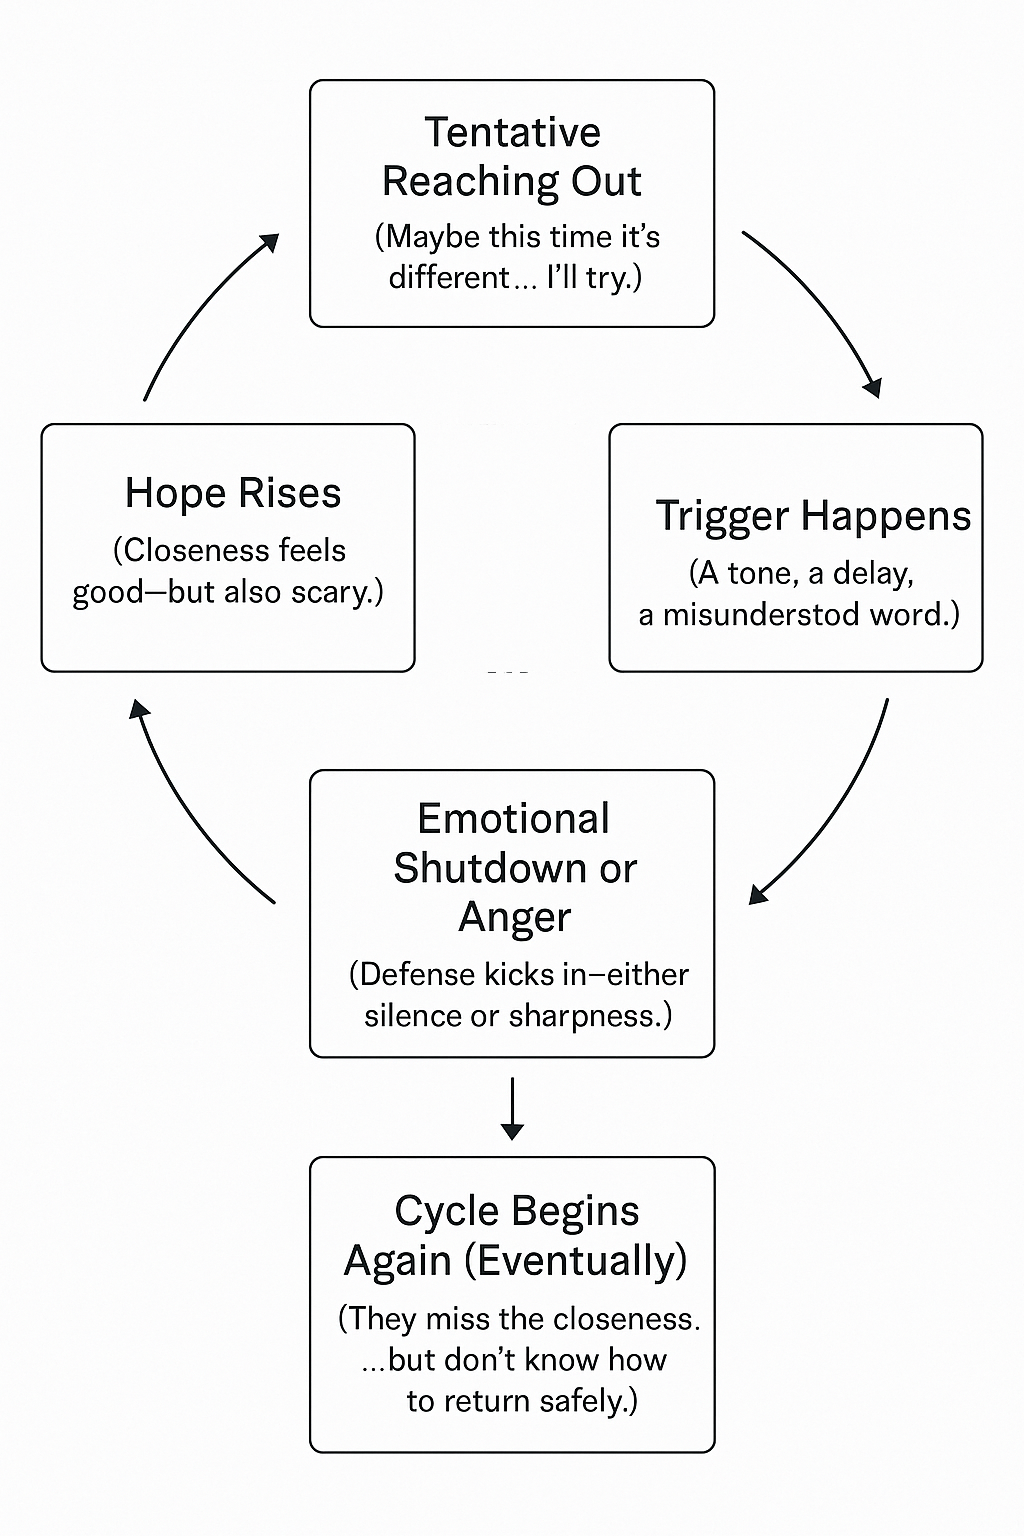 Tentative
Reaching Out
(Maybe this time it's
different... I'll try.)
Hope Rises
(Closeness feels
good—but also scary.)
Trigger Happens
(A tone, a delay,
a misunderstod word.)
Emotional
Shutdown or
Anger
(Defense kicks in—either
silence or sharpness.)
Cycle Begins
Again (Eventually)
(They miss the closeness.
...but don't know how
to return safely.)